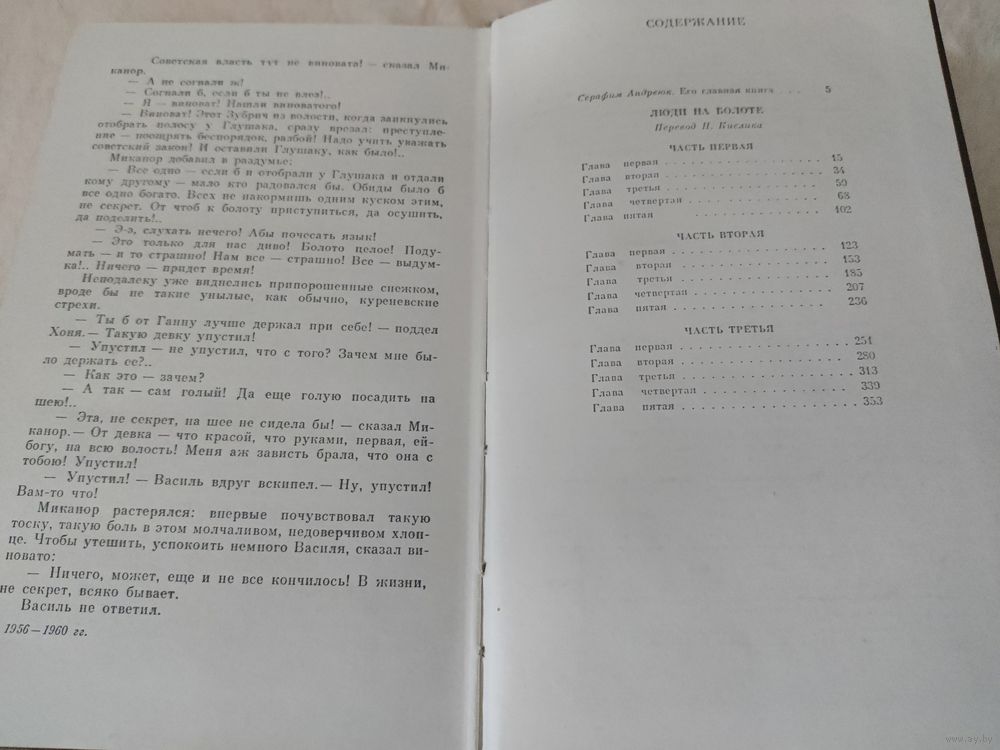 Советская власть тут не виновата! — сказал Ми-
канор.
— А не согнали ж!
— Согнали б, если б ты не влез!..
— Я — виноват! Нашли виноватого!
— Виноват! Этот Зубрич из волости, когда заикнулись
отобрать полосу у Глушака, сразу врезал: преступле-
ние — поощрять беспорядок, разбой! Надо учить уважать
советский закон! И оставили Глушаку, как было!..
Миканор добавил в раздумье:
— Все одно — если б и отобрали у Глушака и отдали
кому другому — мало кто радовался бы. Обиды было б
все одно богато. Всех не накормишь одним куском этим,
не секрет. От чтоб к болоту приступиться, да осушить,
да поделить!..
— Э-э, слухать нечего! Абы почесать язык!
— Это только для нас диво! Болото целое! Поду-
мать — и то страшно! Нам все — страшно! Все — выдум-
ка!.. Ничего — придет время!
Неподалеку уже виднелись припорошенные снежком,
вроде бы не такие унылые, как обычно, куреневские
стрехи.
— Ты б от Ганну лучше держал при себе! — поддел
Хоня.— Такую девку упустил!
— Упустил — не упустил, что с того? Зачем мне бы-
ло держать ее?..
— Как это — зачем?
— А так — сам голый! Да еще голую посадить на
шею!..
— Эта, не секрет, на шее не сидела бы! — сказал Ми-
канор.— От девка — что красой, что руками, первая, ей-
богу, на всю волость! Меня аж зависть брала, что она с
тобою! Упустил!
— Упустил! — Василь вдруг вскипел.— Ну, упустил!
Вам-то что!
Миканор растерялся: впервые почувствовал такую
тоску, такую боль в этом молчаливом, недоверчивом хлоп-
це. Чтобы утешить, успокоить немного Василя, сказал ви-
новато:
— Ничего, может, еще и не все кончилось! В жизни,
не секрет, всяко бывает.
Василь не ответил.
1956—1960 гг.
СОДЕРЖАНИЕ
Серафим Андреюк. Его главная книга . . . 5
ЛЮДИ НА БОЛОТЕ
Перевод П. Кислика
ЧАСТЬ ПЕРВАЯ
Глава первая . . . . . . . . . . . . 15
Глава вторая . . . . . . . . . . . . 34
Глава третья . . . . . . . . . . . . 50
Глава четвертая . . . . . . . . . . . 68
Глава пятая . . . . . . . . . . 102
ЧАСТЬ ВТОРАЯ
Глава первая . . . . . . . . . . . . 123
Глава вторая . . . . . . . . . . . . 153
Глава третья . . . . . . . . . . . . 185
Глава четвертая . . . . . . . . . . . 207
Глава пятая . . . . . . . . . . . . 236
ЧАСТЬ ТРЕТЬЯ
Глава первая . . . . . . . . . . . . 251
Глава вторая . . . . . . . . . . . . 280
Глава третья . . . . . . . . . . . . 313
Глава четвертая . . . . . . . . . . . 339
Глава пятая . . . . . . . . . . . . 353
www.ay.by